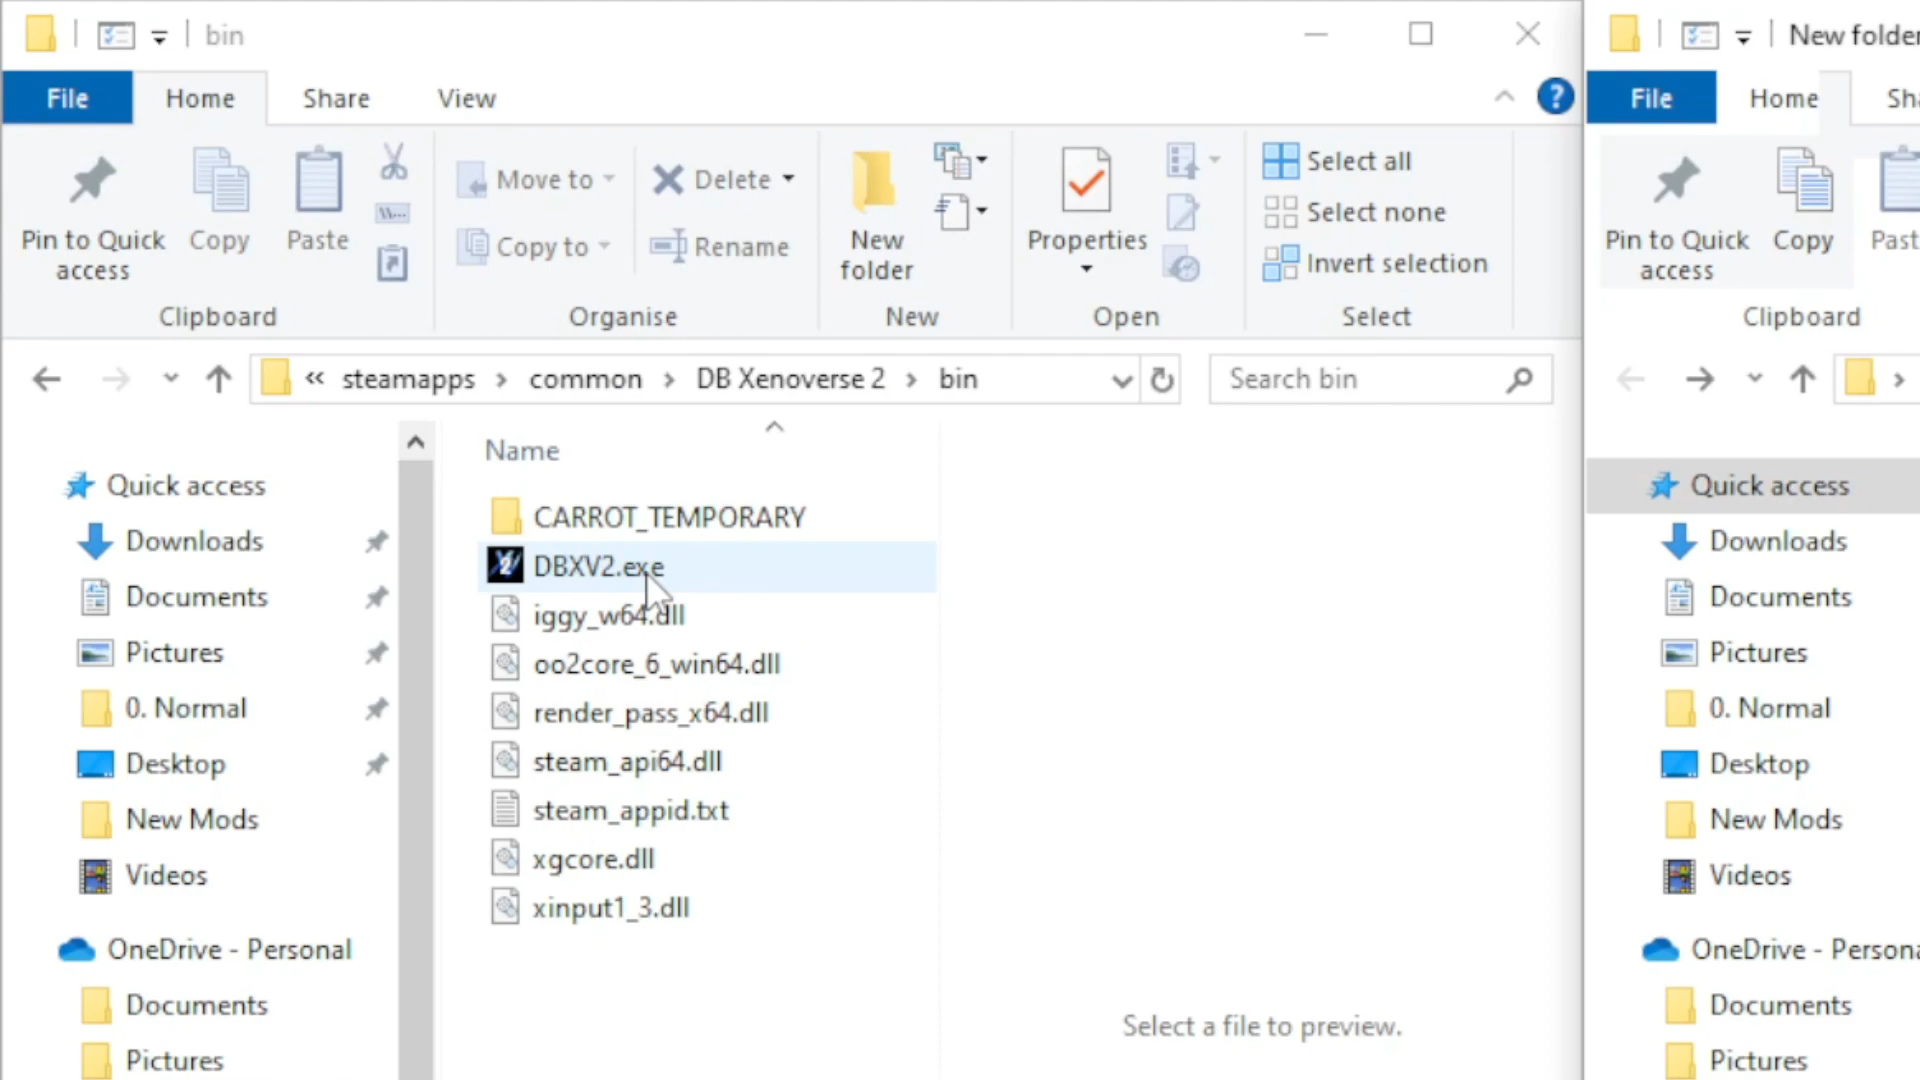 bin
File
Home
Share
View
?
Pin to Quick
access
Copy
Paste
Move to
Copy to
Delete
Rename
New
folder
Properties
Select all
Select none
Invert selection
Clipboard
Organise
New
Open
Select
« steamapps > common > DB Xenoverse 2 > bin
Search bin
Quick access
Downloads
Documents
Pictures
0. Normal
Desktop
New Mods
Videos
OneDrive - Personal
Documents
Pictures
Name
CARROT_TEMPORARY
DBXV2.exe
iggy_w64.dll
oo2core_6_win64.dll
render_pass_x64.dll
steam_api64.dll
steam_appid.txt
xgcore.dll
xinput1_3.dll
Select a file to preview.
New folder
File
Home
Sha
Pin to Quick
access
Copy
Past
Clipboard
Quick access
Downloads
Documents
Pictures
0. Normal
Desktop
New Mods
Videos
OneDrive - Persona
Documents
Pictures